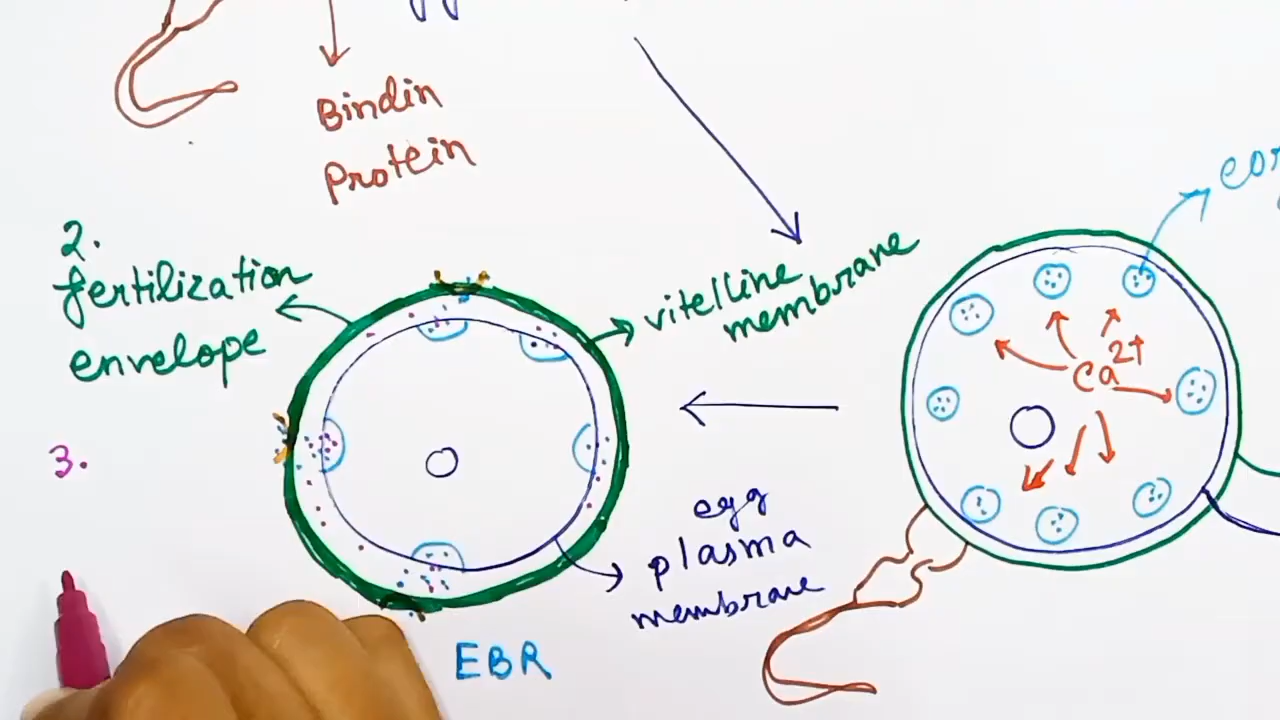 Bindin
Protein
2.
fertilization
envelope
vitelline
membrane
Ca2+
3.
egg
plasma
membrane
EBR